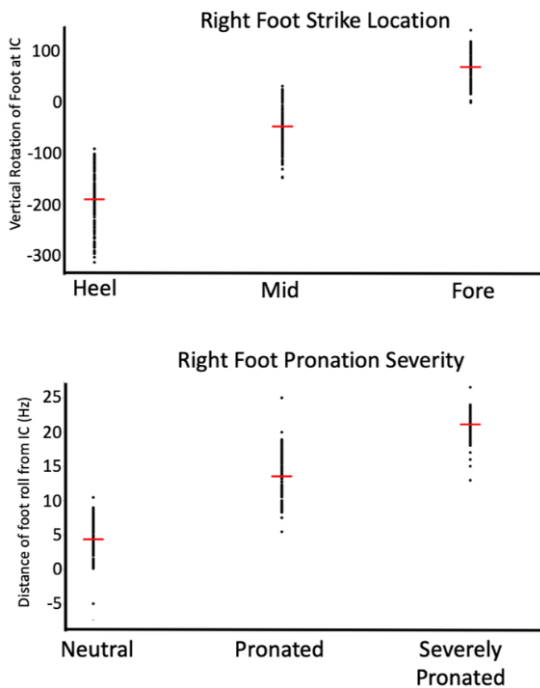 Right Foot Strike Location
Vertical Rotation of Foot at IC
100
0
-100
-200
-300
Heel Mid Fore
Right Foot Pronation Severity
Distance of foot roll from IC (Hz)
25
20
15
10
5
0
-5
Neutral Pronated Severely
Pronated